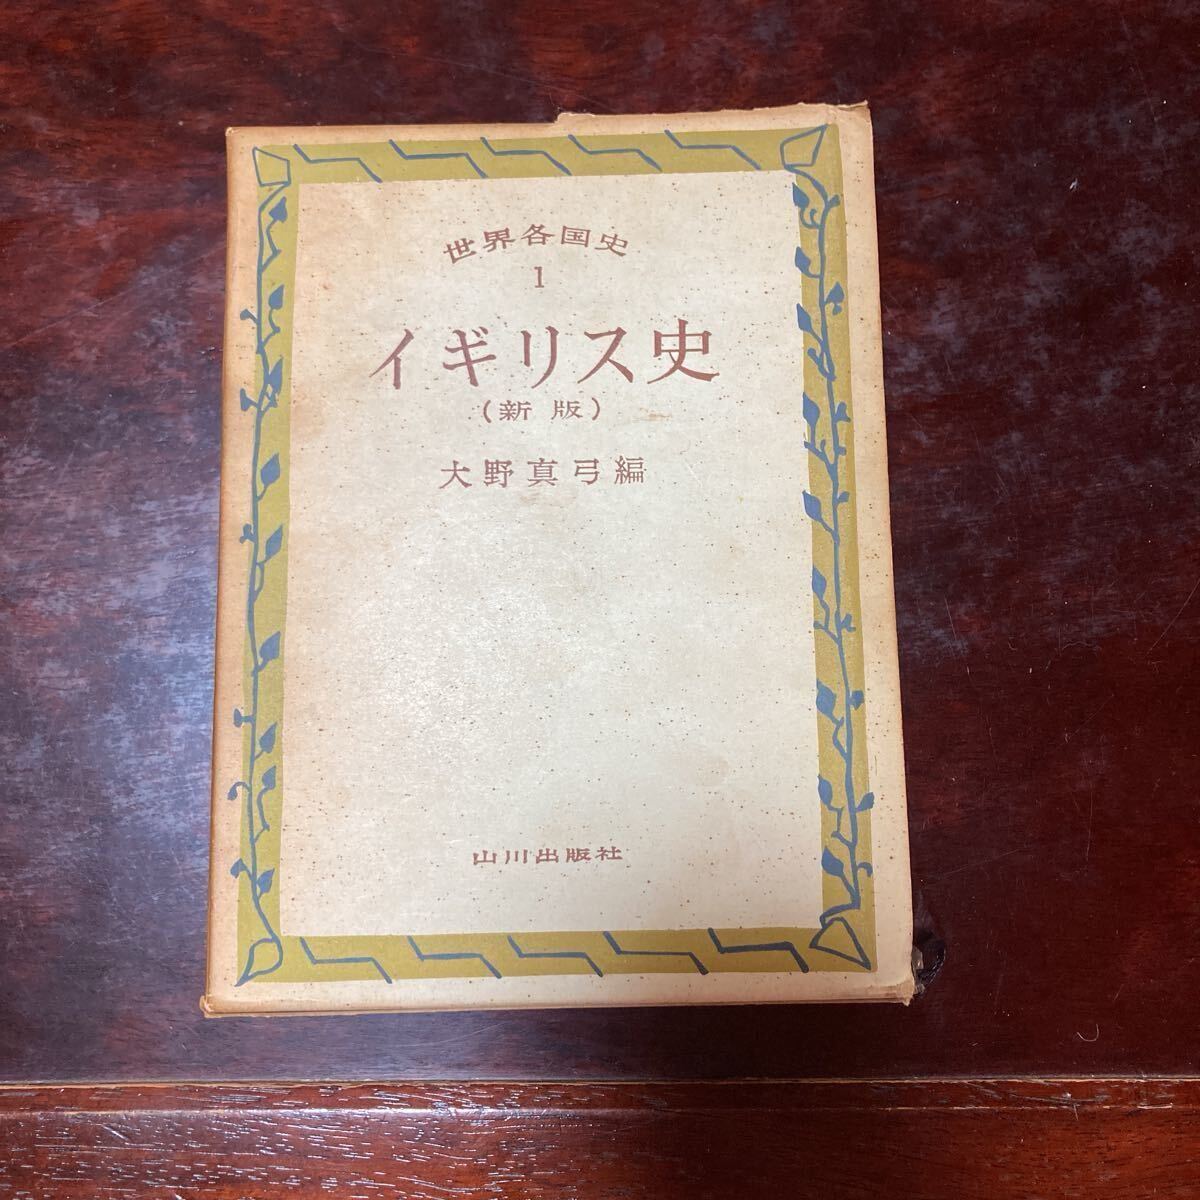 世界各国史
1
イギリス史
(新版)
大野真弓編
山川出版社